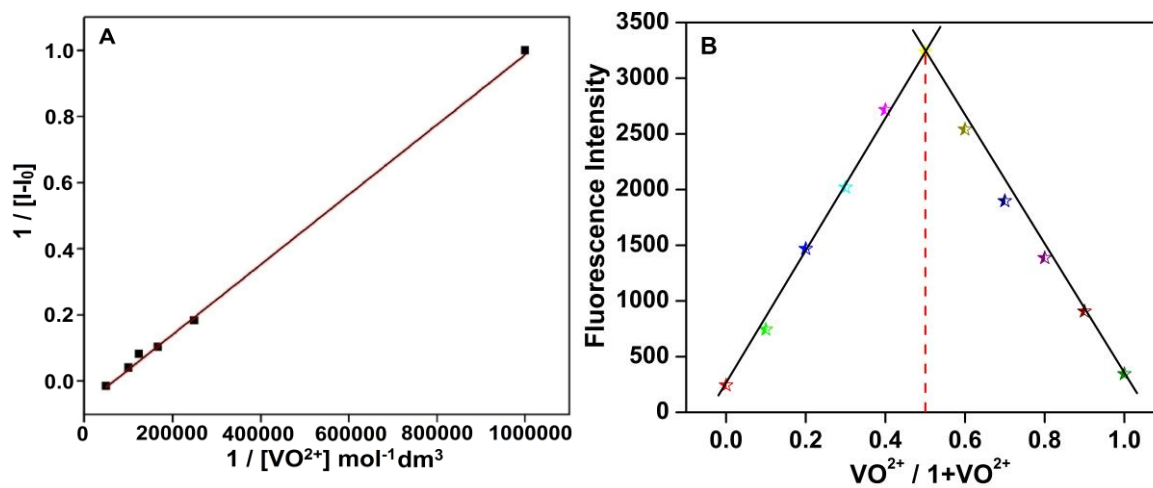 A
1.0
0.8
0.6
0.4
0.2
0.0
1 / [I-I₀]
0 200000 400000 600000 800000 1000000
1 / [VO²⁺] mol⁻¹dm³
B
3500
3000
2500
2000
1500
1000
500
0
Fluorescence Intensity
0.0 0.2 0.4 0.6 0.8 1.0
VO²⁺ / 1+VO²⁺